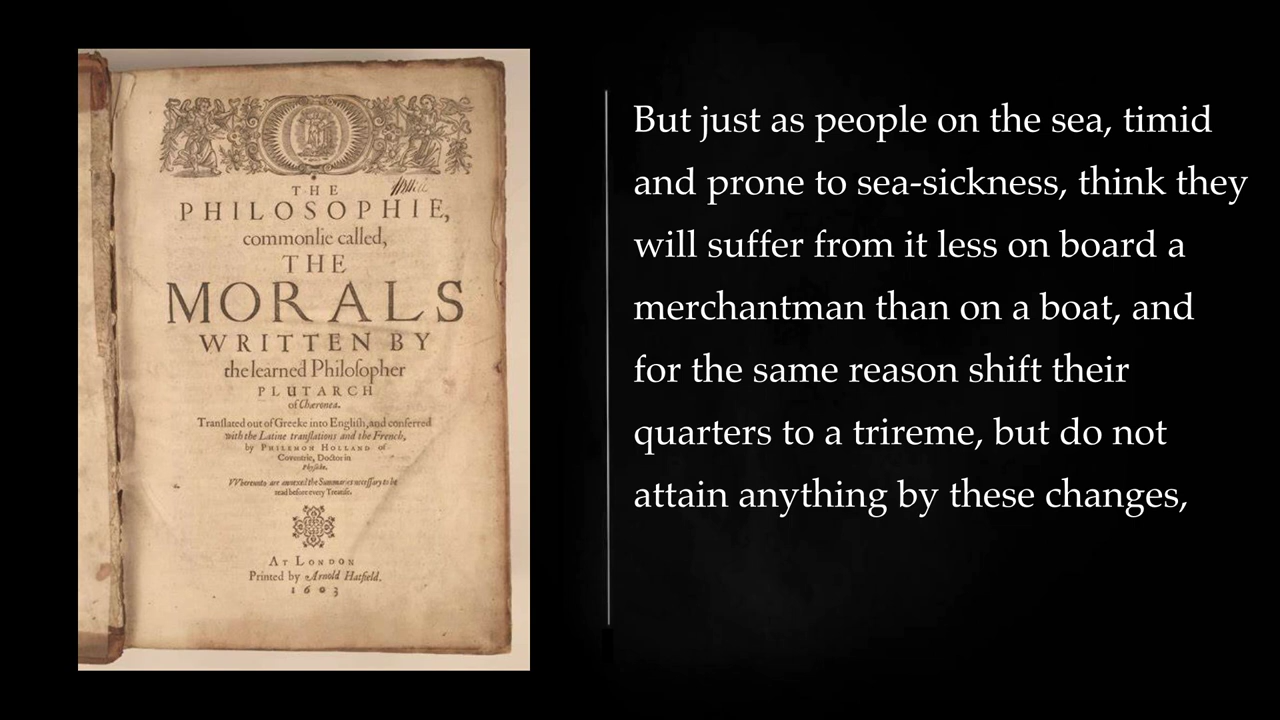 THE
PHILOSOPHIE,
commonlie called,
THE
MORALS
WRITTEN BY
the learned Philoſopher
PLUTARCH
of Chæronea.
Tranſlated out of Greeke into Engliſh, and conferred
with the Latine tranſlations and the French,
by PHILEMON HOLLAND of
Coventrie, Doctor in
Phyſicke.
VVhereunto are annexed the Summaries neceſſary to be
read before every Treatiſe.
AT LONDON
Printed by Arnold Hatfield.
1603
But just as people on the sea, timid
and prone to sea-sickness, think they
will suffer from it less on board a
merchantman than on a boat, and
for the same reason shift their
quarters to a trireme, but do not
attain anything by these changes,